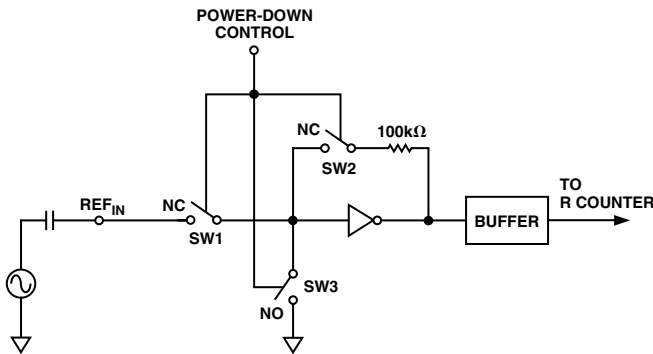 POWER-DOWN
CONTROL
NC
100kΩ
SW2
NC
REFIN
SW1
BUFFER
TO
R COUNTER
SW3
NO